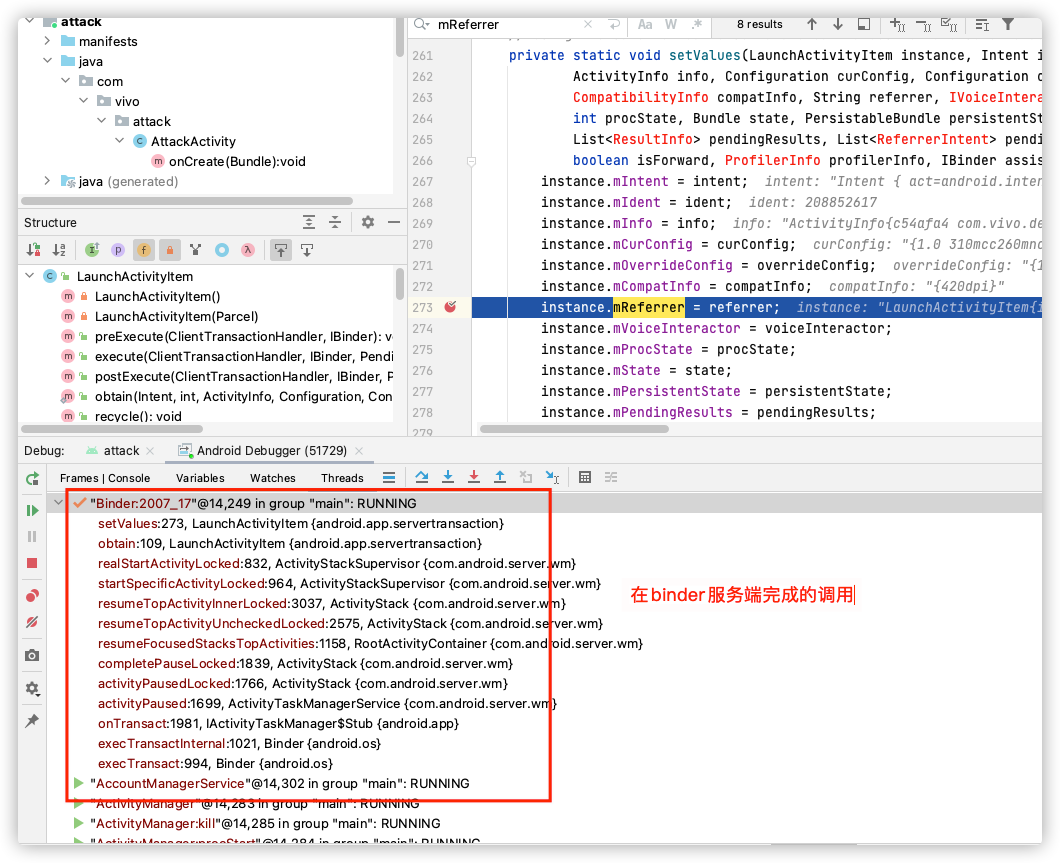 attack
manifests
java
com
vivo
attack
AttackActivity
onCreate(Bundle):void
java (generated)
Structure
LaunchActivityItem
LaunchActivityItem()
LaunchActivityItem(Parcel)
preExecute(ClientTransactionHandler, IBinder): v
execute(ClientTransactionHandler, IBinder, Pendi
postExecute(ClientTransactionHandler, IBinder, P
obtain(Intent, int, ActivityInfo, Configuration, Con
recycle(): void
mReferrer
Aa W .* 8 results
261 private static void setValues(LaunchActivityItem instance, Intent i
262 ActivityInfo info, Configuration curConfig, Configuration o
263 CompatibilityInfo compatInfo, String referrer, IVoiceIntera
264 int procState, Bundle state, PersistableBundle persistentSt
265 List<ResultInfo> pendingResults, List<ReferrerIntent> pendi
266 boolean isForward, ProfilerInfo profilerInfo, IBinder assis
267 instance.mIntent = intent; intent: "Intent { act=android.inten
268 instance.mIdent = ident; ident: 208852617
269 instance.mInfo = info; info: "ActivityInfo{c54afa4 com.vivo.de
270 instance.mCurConfig = curConfig; curConfig: "{1.0 310mcc260mnc
271 instance.mOverrideConfig = overrideConfig; overrideConfig: "{1
272 instance.mCompatInfo = compatInfo; compatInfo: "{420dpi}"
273 instance.mReferrer = referrer; instance: "LaunchActivityItem{i
274 instance.mVoiceInteractor = voiceInteractor;
275 instance.mProcState = procState;
276 instance.mState = state;
277 instance.mPersistentState = persistentState;
278 instance.mPendingResults = pendingResults;
279
Debug: attack Android Debugger (51729)
Frames | Console Variables Watches Threads
"Binder:2007_17"@14,249 in group "main": RUNNING
setValues:273, LaunchActivityItem {android.app.servertransaction}
obtain:109, LaunchActivityItem {android.app.servertransaction}
realStartActivityLocked:832, ActivityStackSupervisor {com.android.server.wm}
startSpecificActivityLocked:964, ActivityStackSupervisor {com.android.server.wm}
resumeTopActivityInnerLocked:3037, ActivityStack {com.android.server.wm}
resumeTopActivityUncheckedLocked:2575, ActivityStack {com.android.server.wm}
resumeFocusedStacksTopActivities:1158, RootActivityContainer {com.android.server.wm}
completePauseLocked:1839, ActivityStack {com.android.server.wm}
activityPausedLocked:1766, ActivityStack {com.android.server.wm}
activityPaused:1699, ActivityTaskManagerService {com.android.server.wm}
onTransact:1981, IActivityTaskManager$Stub {android.app}
execTransactInternal:1021, Binder {android.os}
execTransact:994, Binder {android.os}
"AccountManagerService"@14,302 in group "main": RUNNING
"ActivityManager"@14,283 in group "main": RUNNING
"ActivityManager:kill"@14,285 in group "main": RUNNING
"ActivityManager:procStart"@14,284 in group "main": RUNNING
在binder服务端完成的调用